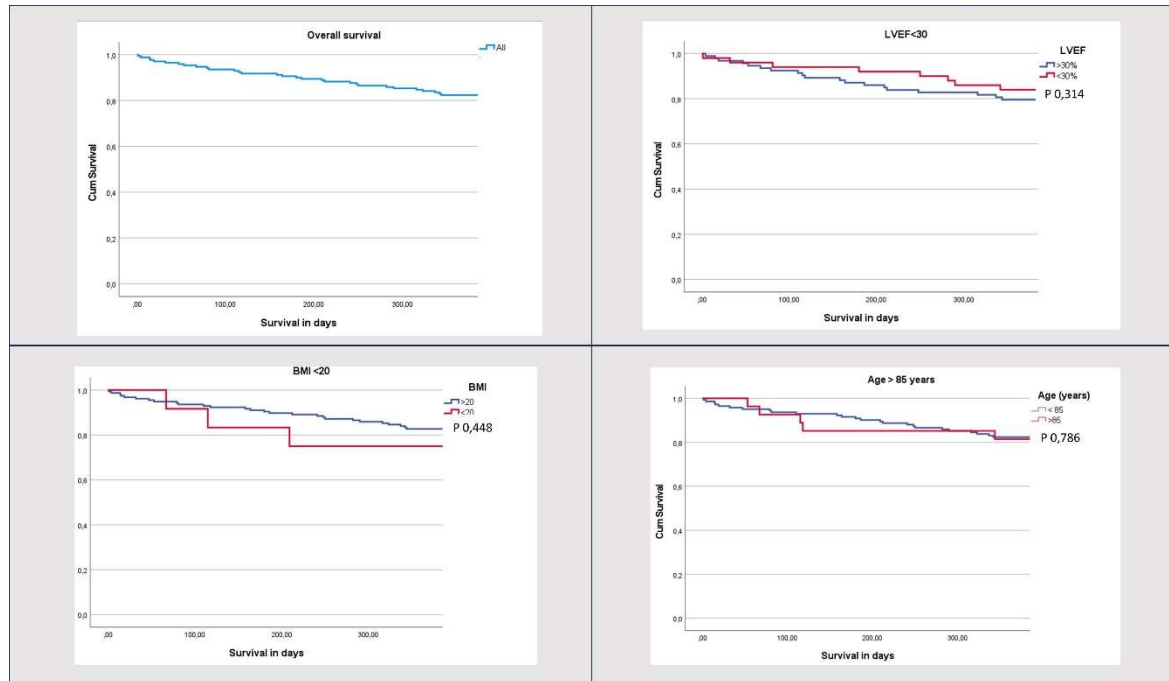 Overall survival
All
1,0
0,8
0,6
0,4
0,2
0,0
Cum Survival
,00 100,00 200,00 300,00
Survival in days
LVEF<30
LVEF
>30%
<30%
P 0,314
1,0
0,8
0,6
0,4
0,2
0,0
Cum Survival
,00 100,00 200,00 300,00
Survival in days
BMI <20
BMI
>20
<20
P 0,448
1,0
0,8
0,6
0,4
0,2
0,0
,00 100,00 200,00 300,00
Survival in days
Age > 85 years
Age (years)
< 85
>85
P 0,786
1,0
0,8
0,6
0,4
0,2
0,0
Cum Survival
,00 100,00 200,00 300,00
Survival in days